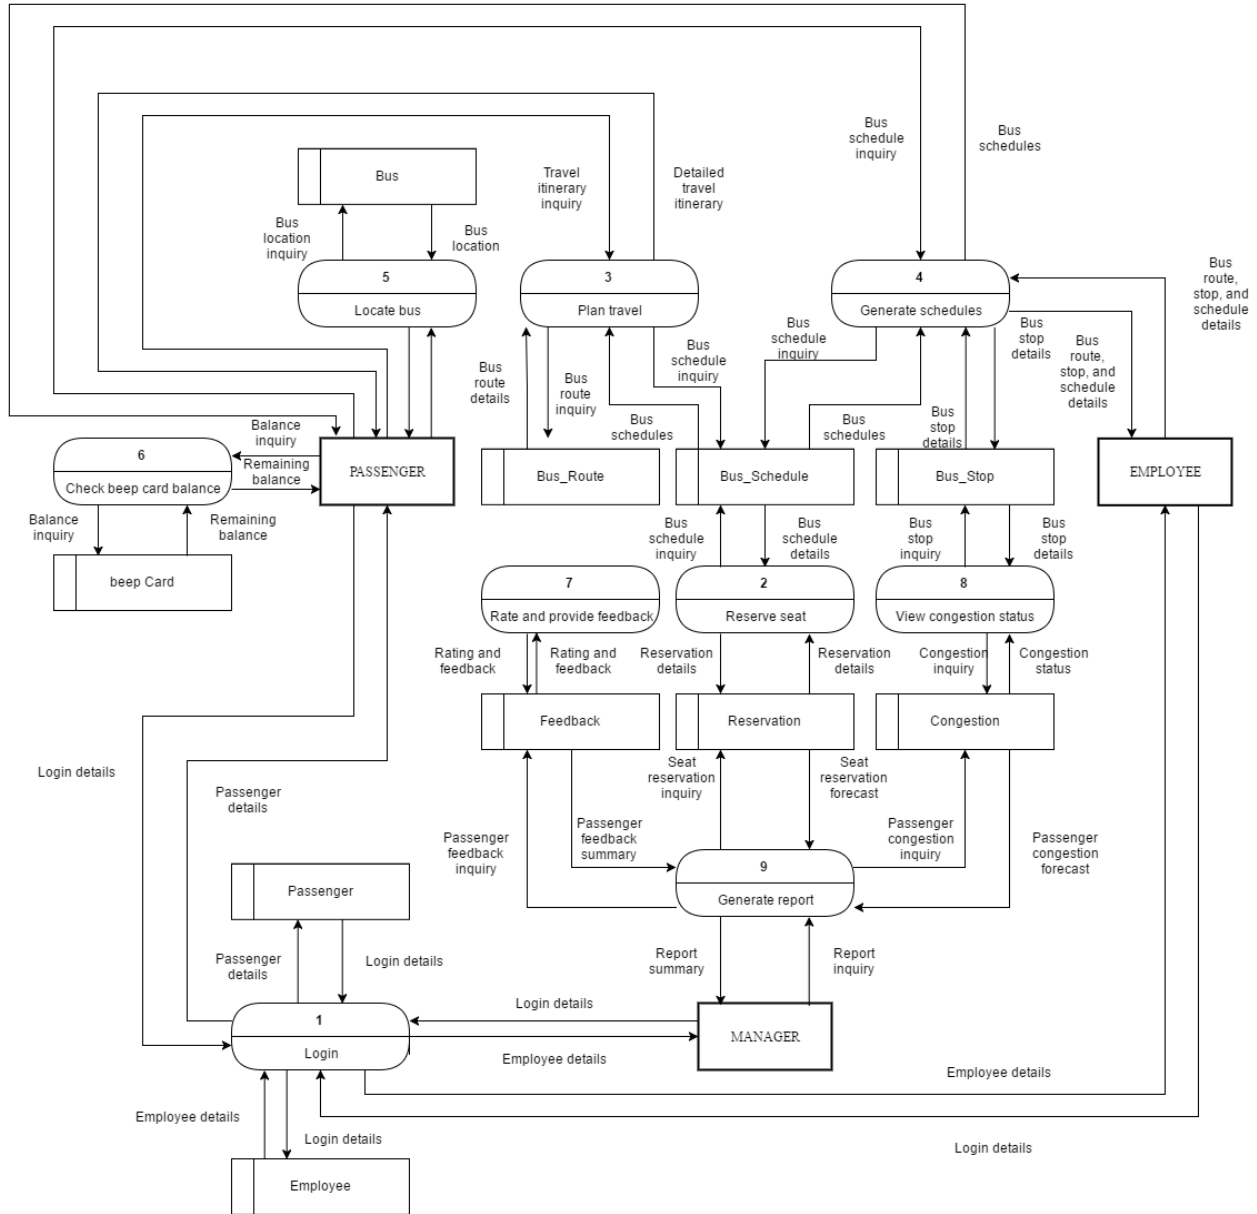 Bus
schedule
inquiry
Bus
schedules
Bus
Travel
itinerary
inquiry
Detailed
travel
itinerary
Bus
location
inquiry
Bus
location
5
Locate bus
3
Plan travel
4
Generate schedules
Bus
route,
stop, and
schedule
details
Bus
route
details
Bus
route
inquiry
Bus
schedule
inquiry
Bus
schedule
inquiry
Bus
stop
details
Bus
route,
stop, and
schedule
details
Balance
inquiry
Remaining
balance
6
Check beep card balance
PASSENGER
Bus
schedules
Bus
schedules
Bus
stop
details
Bus_Route
Bus_Schedule
Bus_Stop
EMPLOYEE
Balance
inquiry
Remaining
balance
beep Card
Bus
schedule
inquiry
Bus
schedule
details
Bus
stop
inquiry
Bus
stop
details
7
Rate and provide feedback
2
Reserve seat
8
View congestion status
Rating and
feedback
Rating and
feedback
Reservation
details
Reservation
details
Congestion
inquiry
Congestion
status
Feedback
Reservation
Congestion
Login details
Passenger
details
Seat
reservation
inquiry
Seat
reservation
forecast
Passenger
feedback
inquiry
Passenger
feedback
summary
Passenger
congestion
inquiry
Passenger
congestion
forecast
9
Generate report
Passenger
Passenger
details
Login details
Report
summary
Report
inquiry
Login details
1
Login
MANAGER
Employee details
Employee details
Employee details
Login details
Login details
Employee